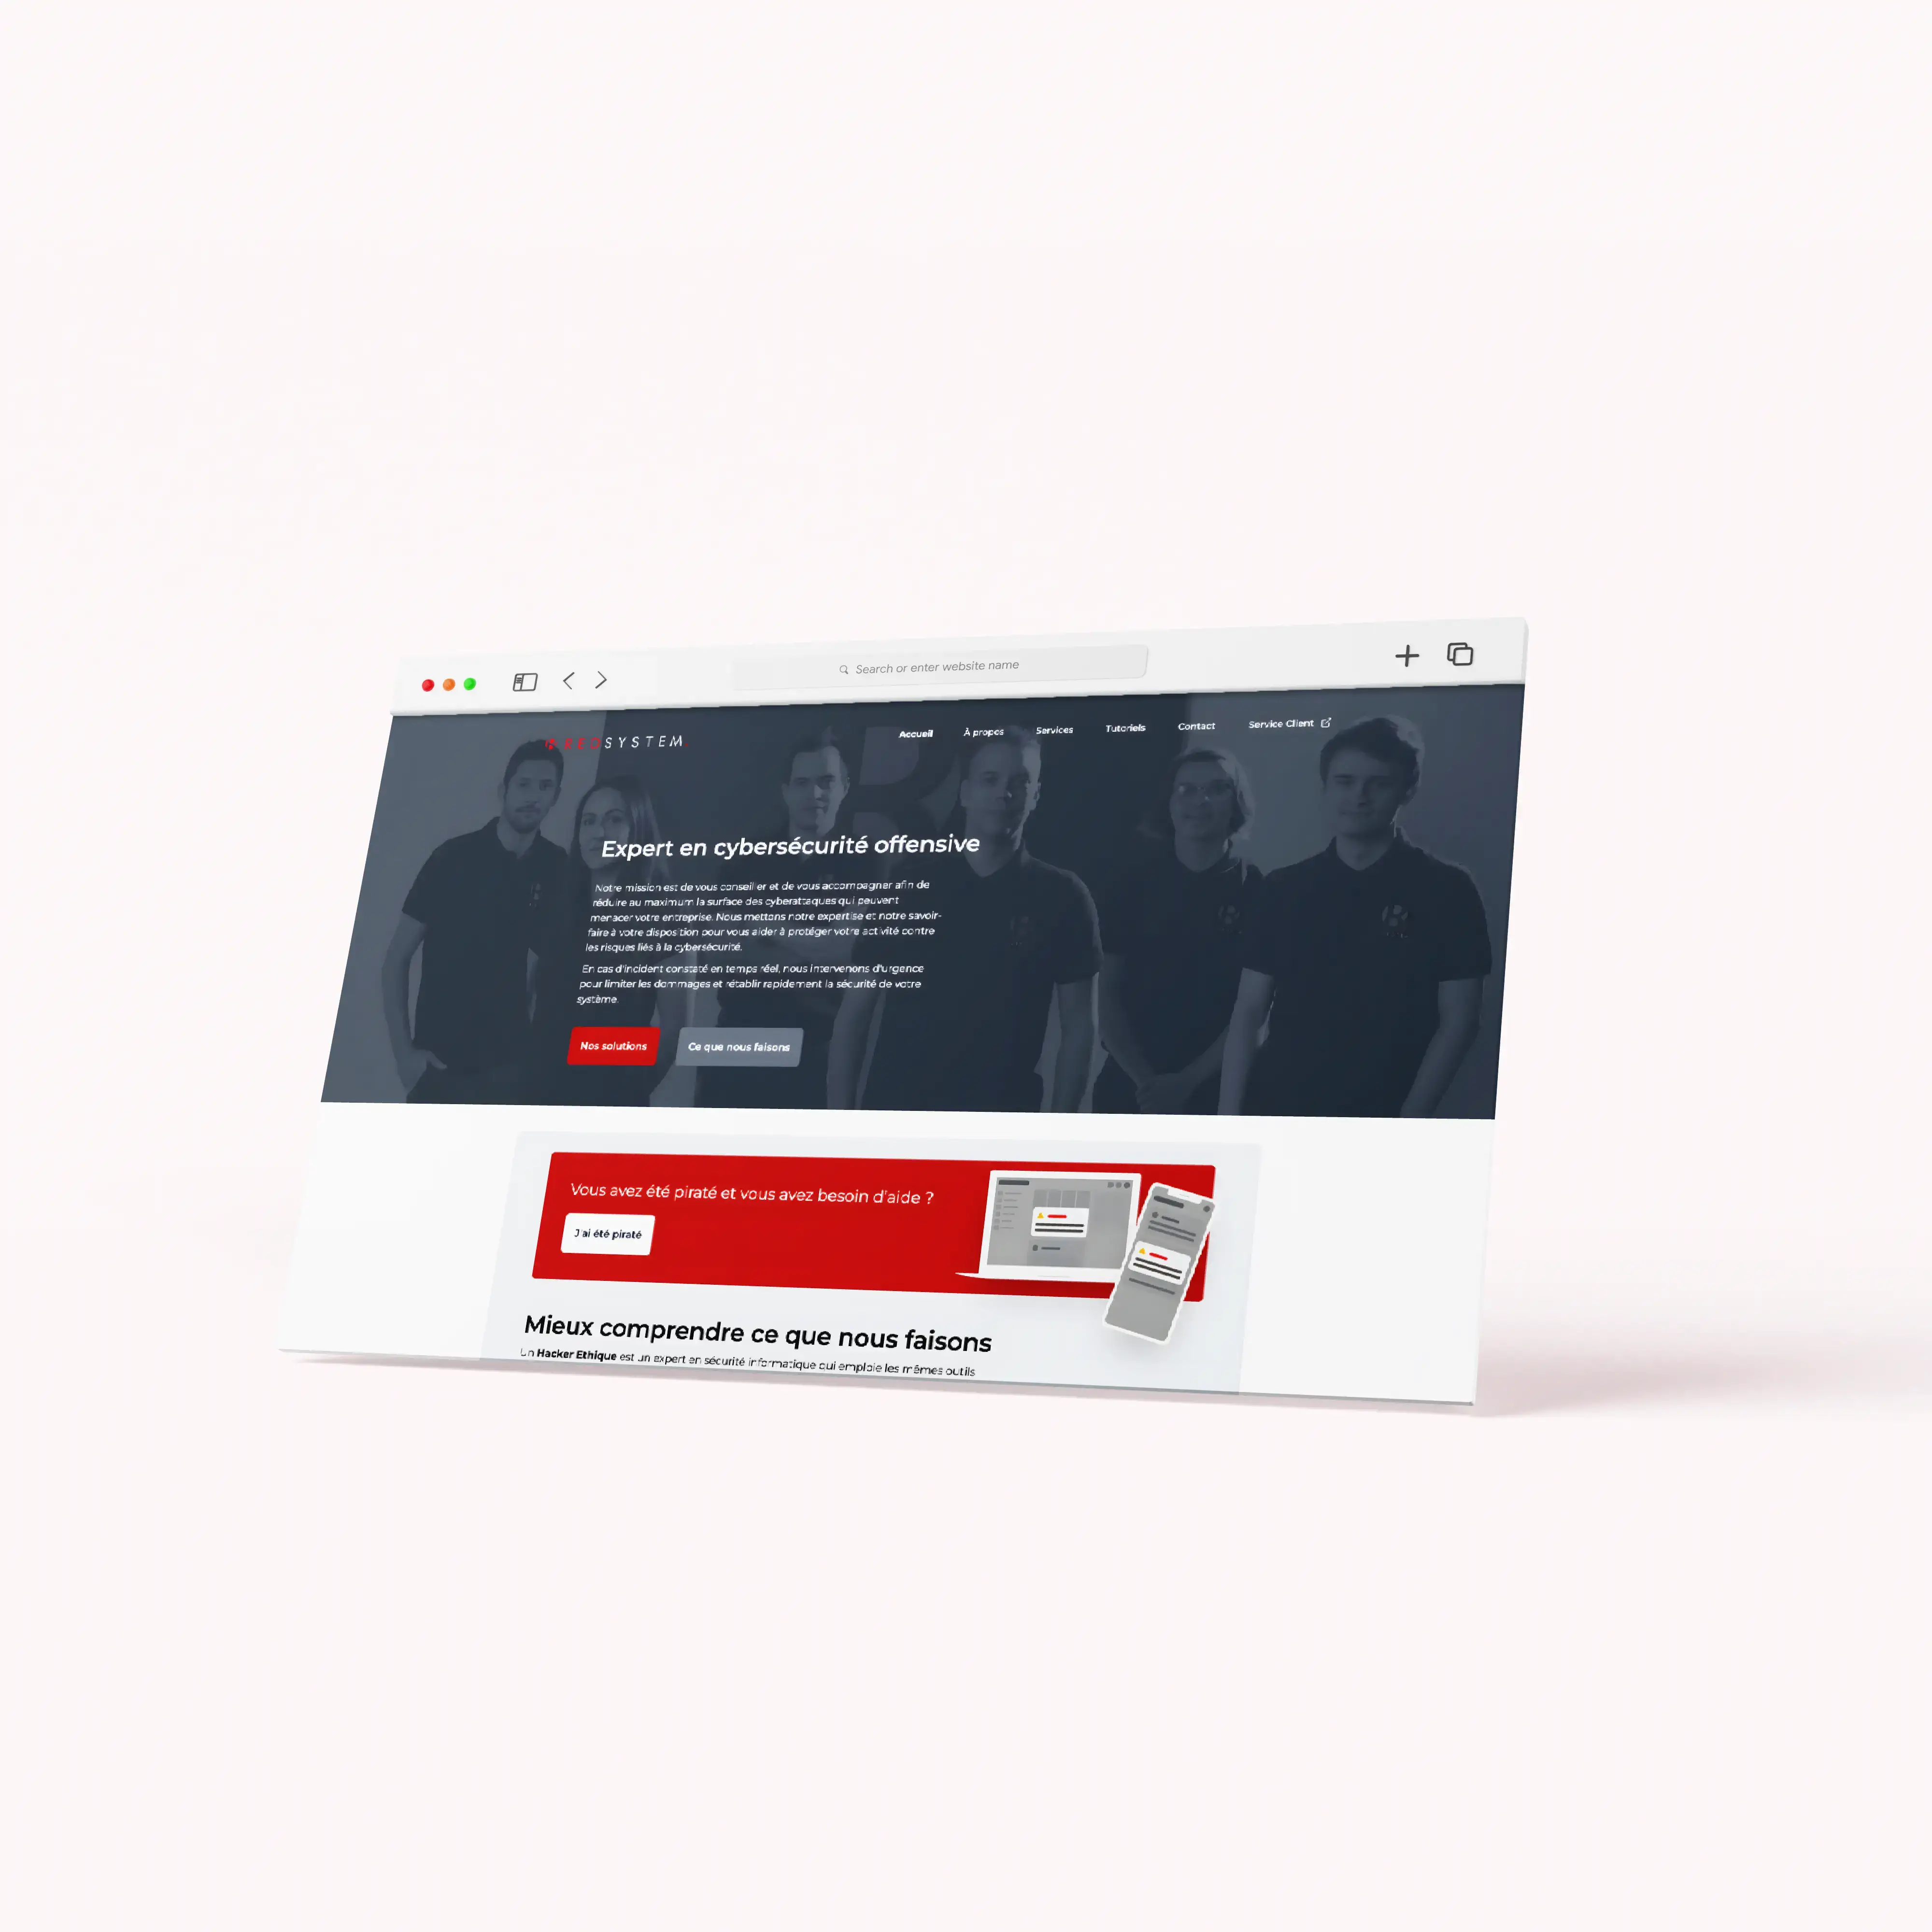 Search or enter website name
REDSYSTEM
Accueil À propos Services Tutoriels Contact Service Client
Expert en cybersécurité offensive
Notre mission est de vous conseiller et de vous accompagner afin de
réduire au maximum la surface des cyberattaques qui peuvent
menacer votre entreprise. Nous mettons notre expertise et notre savoir-
faire à votre disposition pour vous aider à protéger votre activité contre
les risques liés à la cybersécurité.
En cas d'incident constaté en temps réel, nous intervenons d'urgence
pour limiter les dommages et rétablir rapidement la sécurité de votre
système.
Nos solutions Ce que nous faisons
Vous avez été piraté et vous avez besoin d'aide ?
J'ai été piraté
Mieux comprendre ce que nous faisons
Un Hacker Ethique est un expert en sécurité informatique qui emploie les mêmes outils